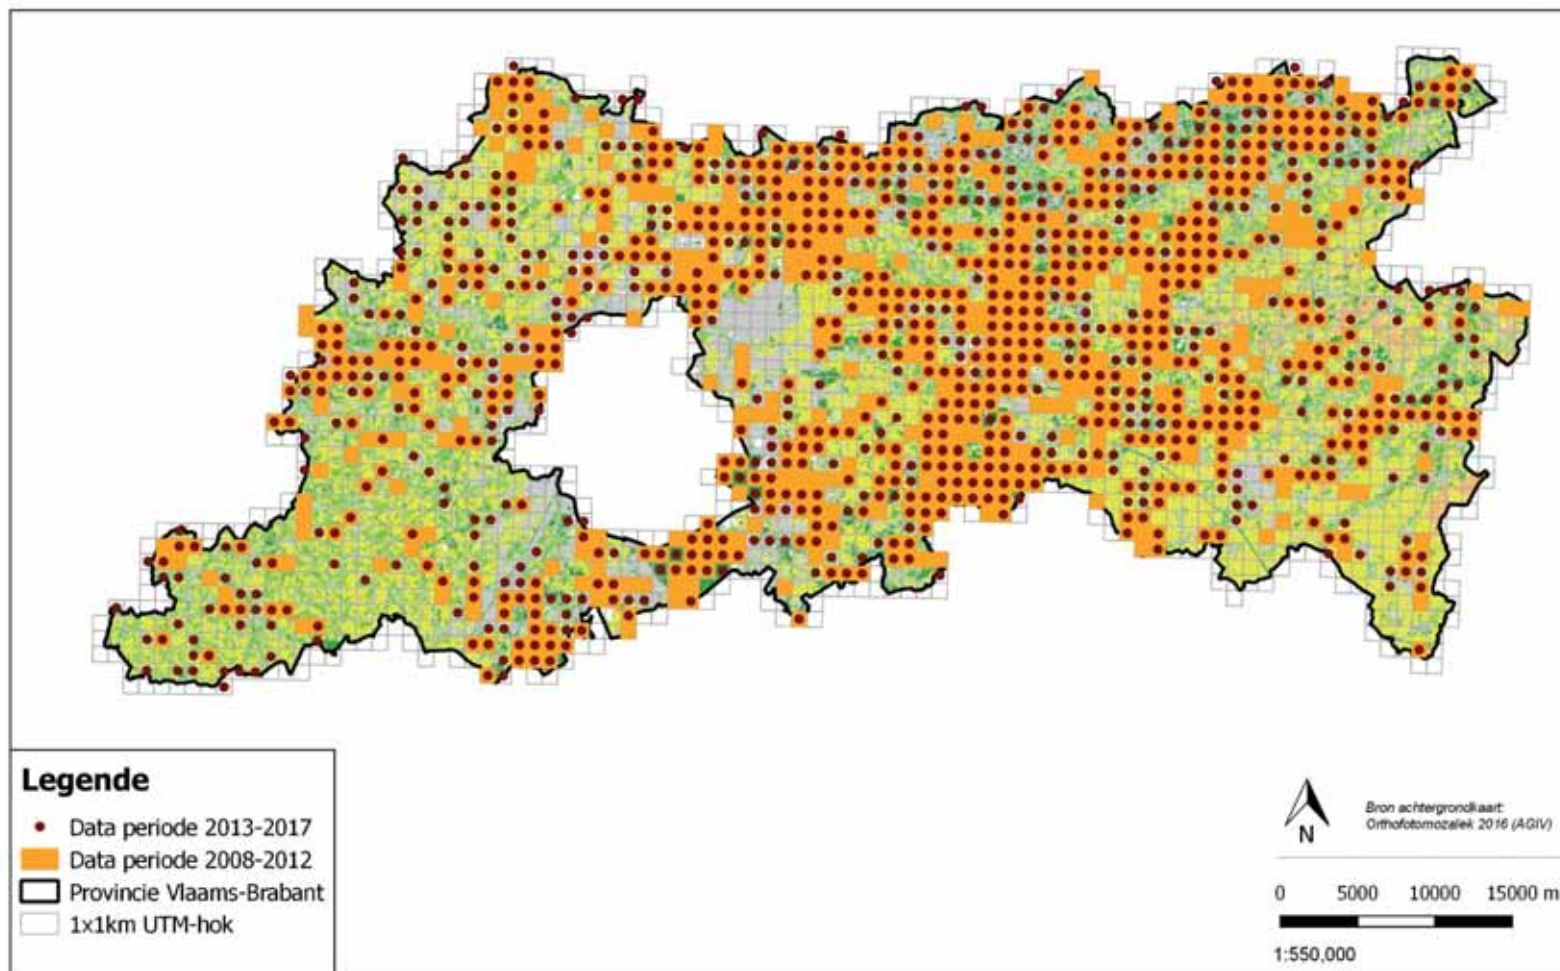 Legende
Data periode 2013-2017
Data periode 2008-2012
Provincie Vlaams-Brabant
1x1km UTM-hok
N
Bron achtergrondkaart:
Orthofotomozaïek 2016 (AGIV)
0 5000 10000 15000 m
1:550,000